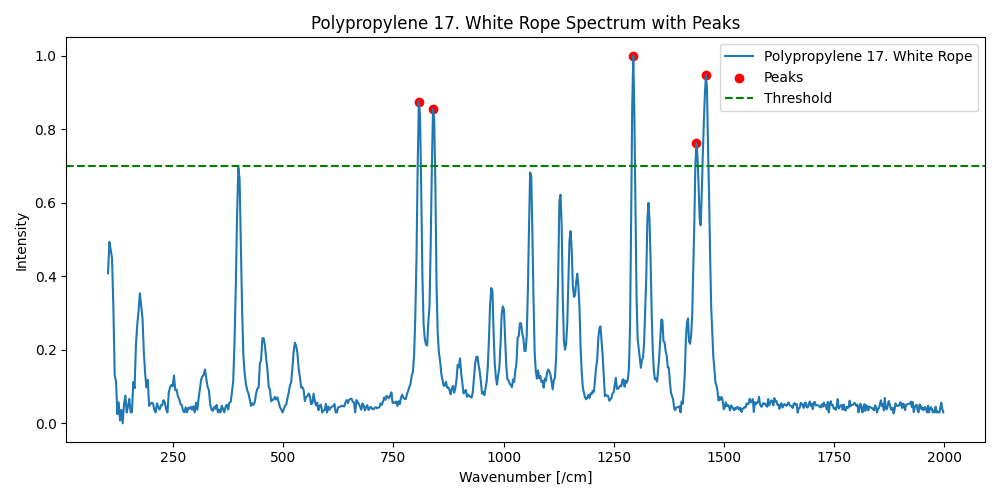 Polypropylene 17. White Rope Spectrum with Peaks
Polypropylene 17. White Rope
Peaks
Threshold
Intensity
1.0
0.8
0.6
0.4
0.2
0.0
250 500 750 1000 1250 1500 1750 2000
Wavenumber [/cm]